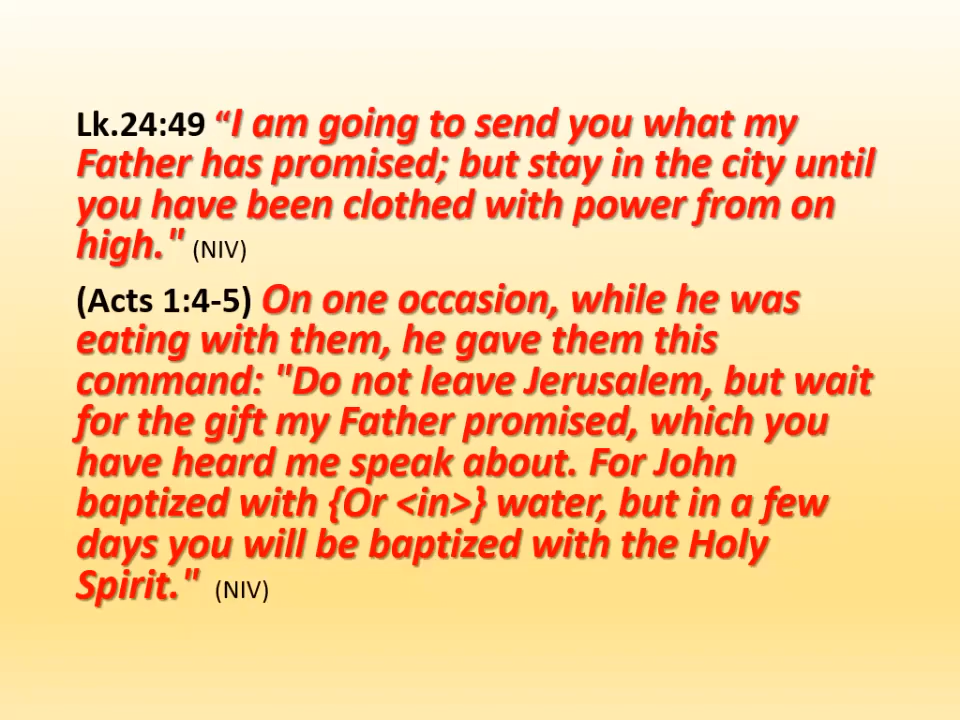 Lk.24:49 “I am going to send you what my
Father has promised; but stay in the city until
you have been clothed with power from on
high." (NIV)
(Acts 1:4-5) On one occasion, while he was
eating with them, he gave them this
command: "Do not leave Jerusalem, but wait
for the gift my Father promised, which you
have heard me speak about. For John
baptized with {Or <in>} water, but in a few
days you will be baptized with the Holy
Spirit." (NIV)